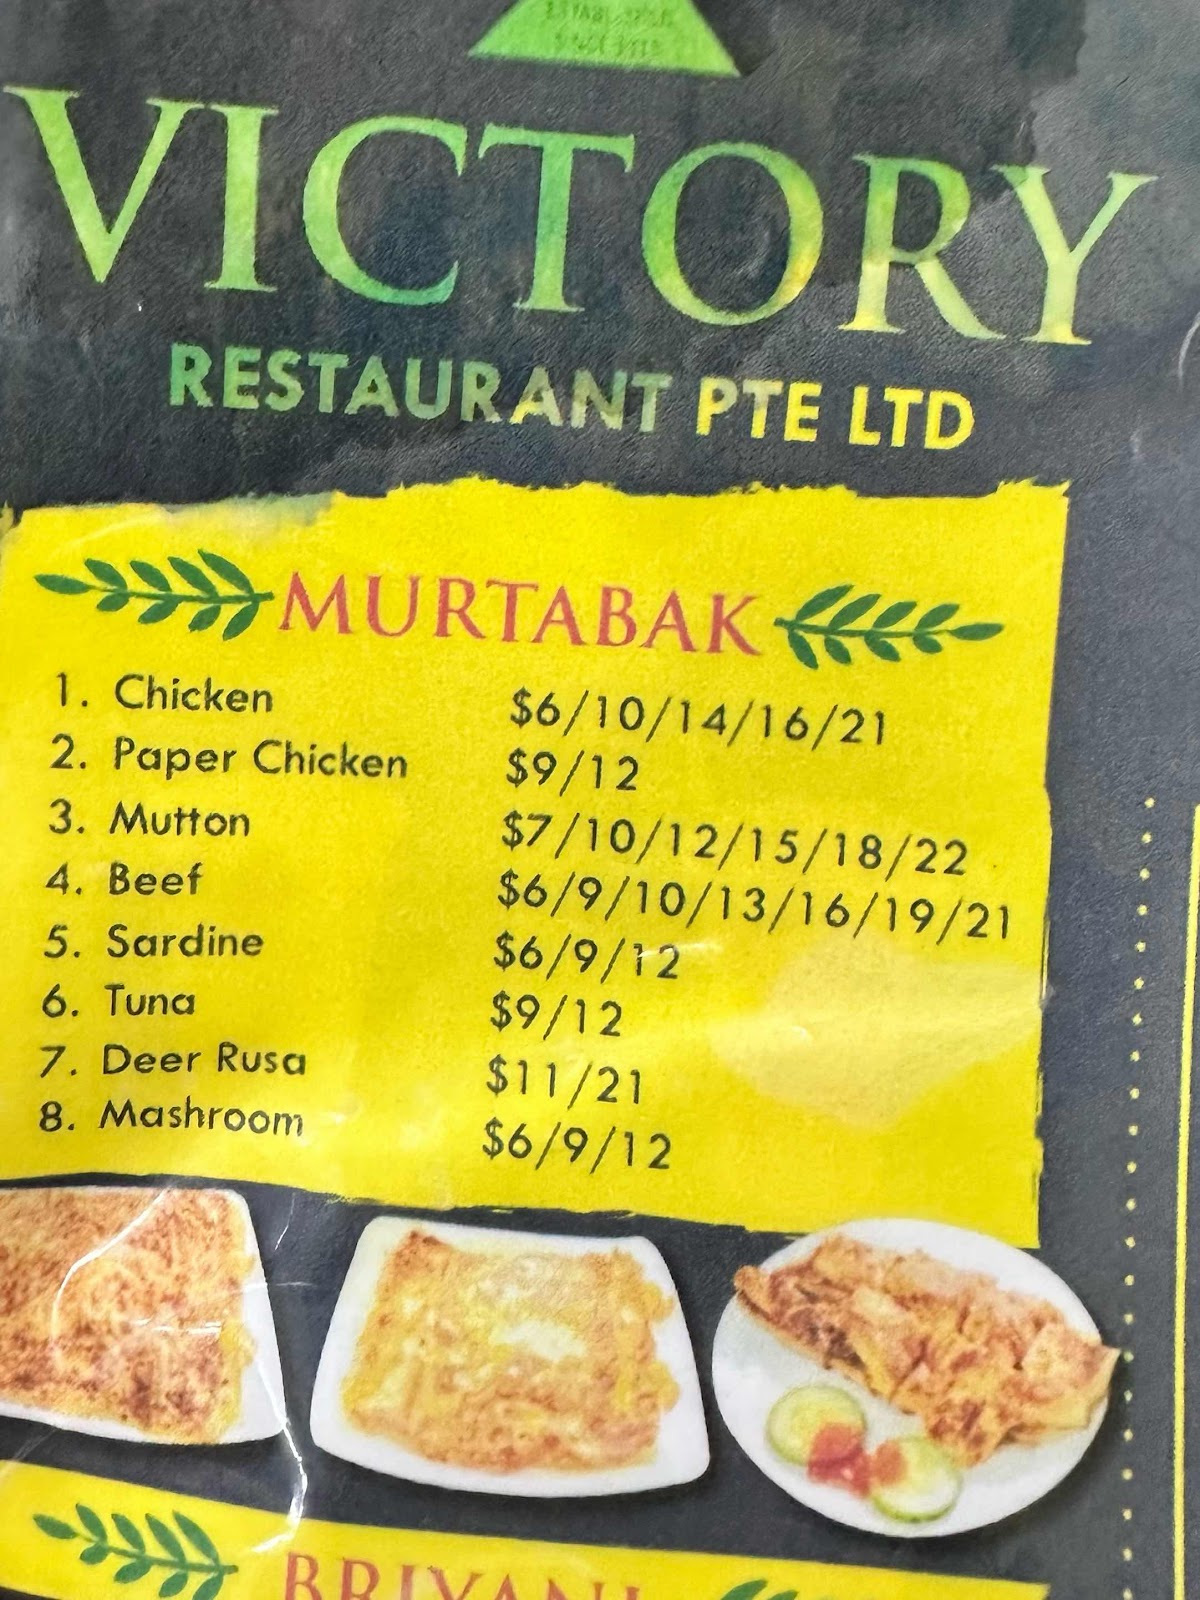 VICTORY
RESTAURANT PTE LTD
MURTABAK
1. Chicken $6/10/14/16/21
2. Paper Chicken $9/12
3. Mutton $7/10/12/15/18/22
4. Beef $6/9/10/13/16/19/21
5. Sardine $6/9/12
6. Tuna $9/12
7. Deer Rusa $11/21
8. Mashroom $6/9/12
BRIYANI